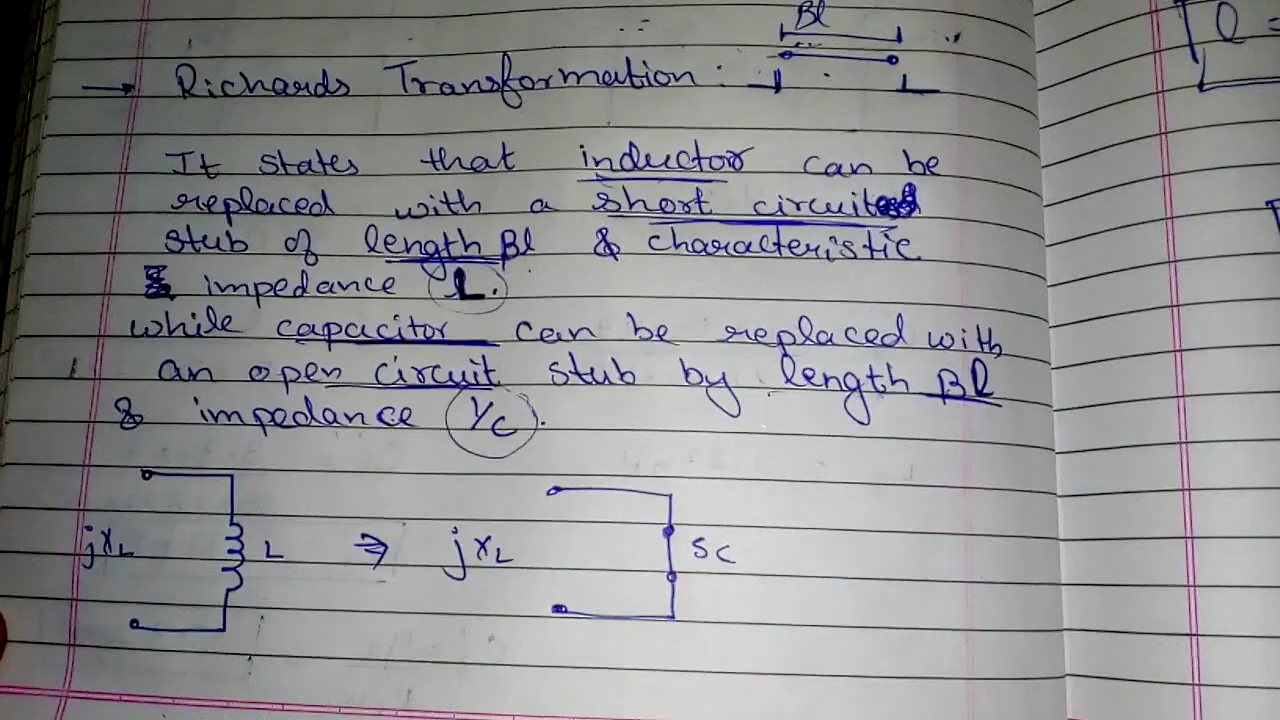 βl
→ Richards Transformation :
l =
It states that inductor can be
replaced with a short circuit
stub of length βl & characteristic
impedance L.
while capacitor can be replaced with
an open circuit stub by length βl
& impedance 1/C.
jXL L ⇒ jXL SC